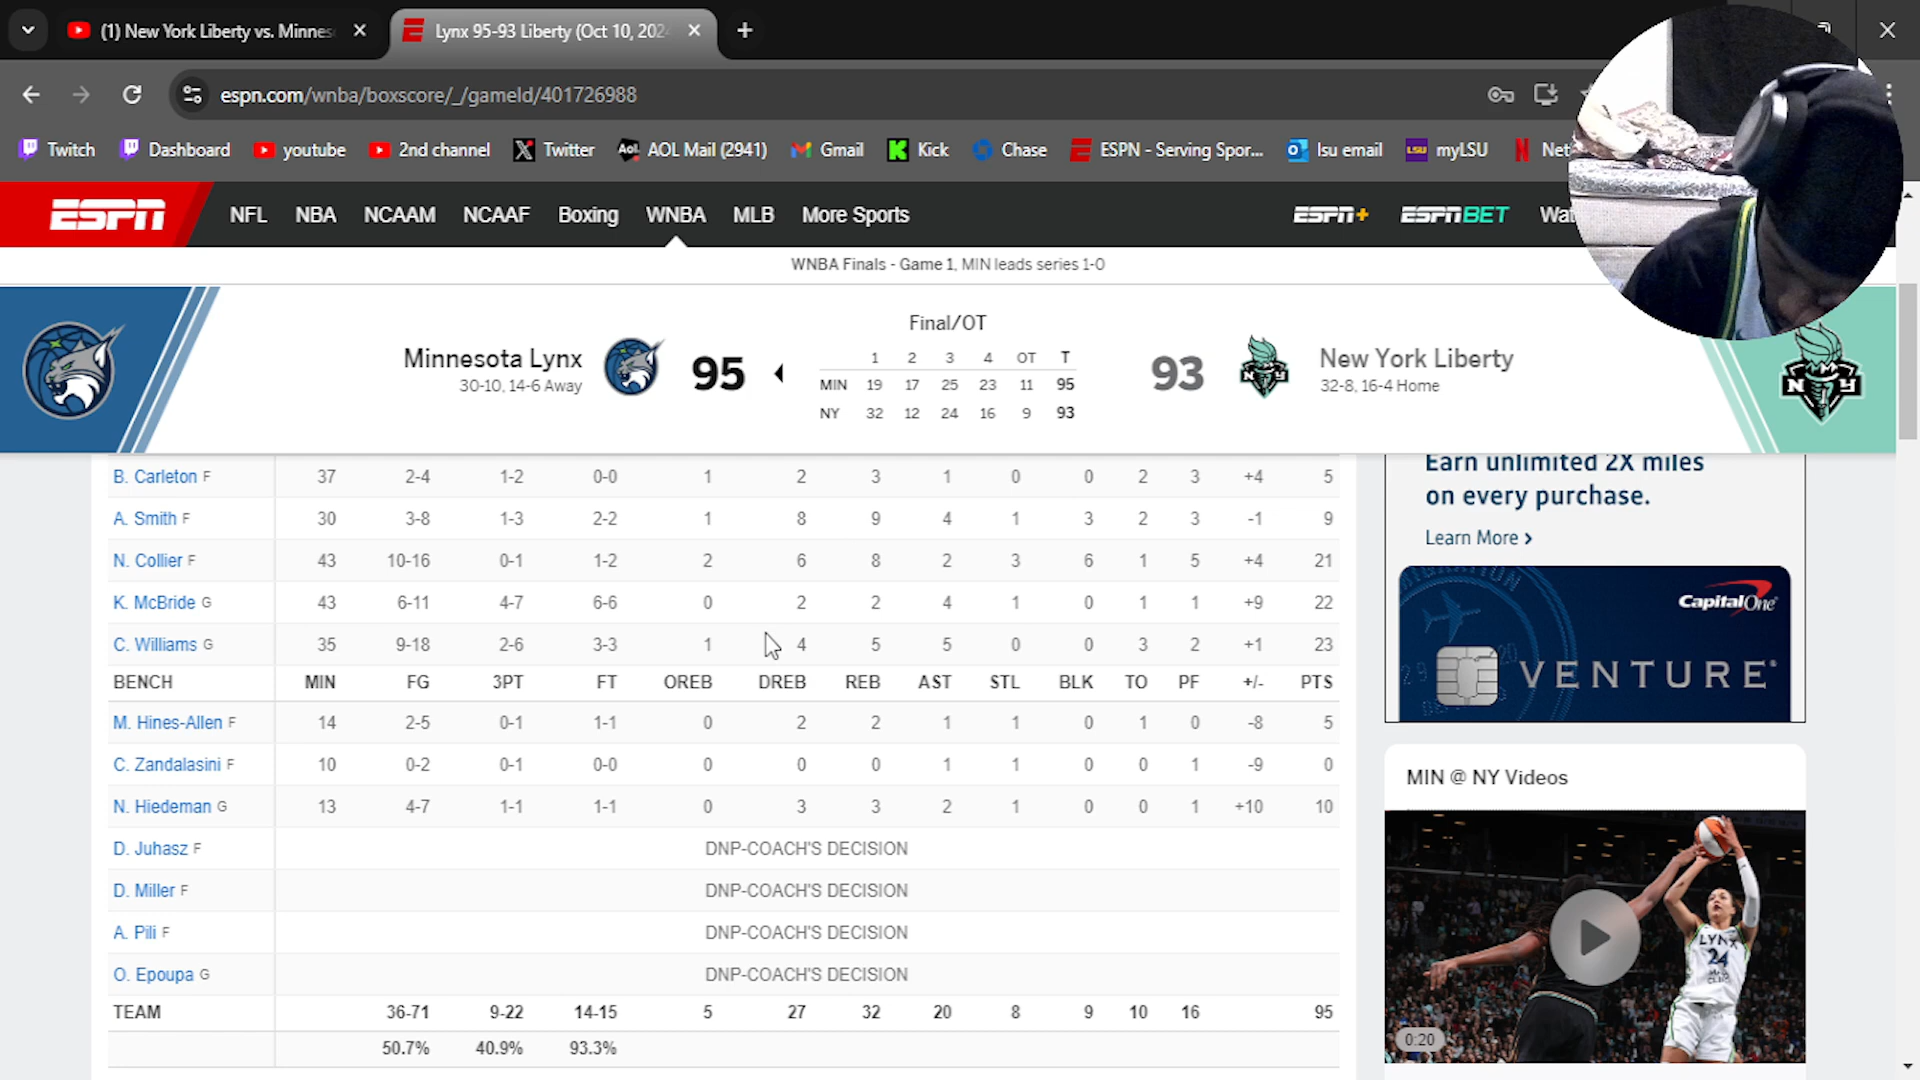 (1) New York Liberty vs. Minnes
Lynx 95-93 Liberty (Oct 10, 202
espn.com/wnba/boxscore/_/gameId/401726988
Twitch Dashboard youtube 2nd channel Twitter AOL Mail (2941) Gmail Kick Chase ESPN - Serving Spor... lsu email myLSU Net
ESPN NFL NBA NCAAM NCAAF Boxing WNBA MLB More Sports ESPN+ ESPN BET Wat
WNBA Finals - Game 1, MIN leads series 1-0
Final/OT
Minnesota Lynx 95 93 New York Liberty
30-10, 14-6 Away 32-8, 16-4 Home
1 2 3 4 OT T
MIN 19 17 25 23 11 95
NY 32 12 24 16 9 93
B. Carleton F 37 2-4 1-2 0-0 1 2 3 1 0 0 2 3 +4 5
A. Smith F 30 3-8 1-3 2-2 1 8 9 4 1 3 2 3 -1 9
N. Collier F 43 10-16 0-1 1-2 2 6 8 2 3 6 1 5 +4 21
K. McBride G 43 6-11 4-7 6-6 0 2 2 4 1 0 1 1 +9 22
C. Williams G 35 9-18 2-6 3-3 1 4 5 5 0 0 3 2 +1 23
BENCH MIN FG 3PT FT OREB DREB REB AST STL BLK TO PF +/- PTS
M. Hines-Allen F 14 2-5 0-1 1-1 0 2 2 1 1 0 1 0 -8 5
C. Zandalasini F 10 0-2 0-1 0-0 0 0 0 1 1 0 0 1 -9 0
N. Hiedeman G 13 4-7 1-1 1-1 0 3 3 2 1 0 0 1 +10 10
D. Juhasz F DNP-COACH'S DECISION
D. Miller F DNP-COACH'S DECISION
A. Pili F DNP-COACH'S DECISION
O. Epoupa G DNP-COACH'S DECISION
TEAM 36-71 9-22 14-15 5 27 32 20 8 9 10 16 95
50.7% 40.9% 93.3%
Earn unlimited 2X miles
on every purchase.
Learn More
Capital One
VENTURE
MIN @ NY Videos
LYNX
24
0:20